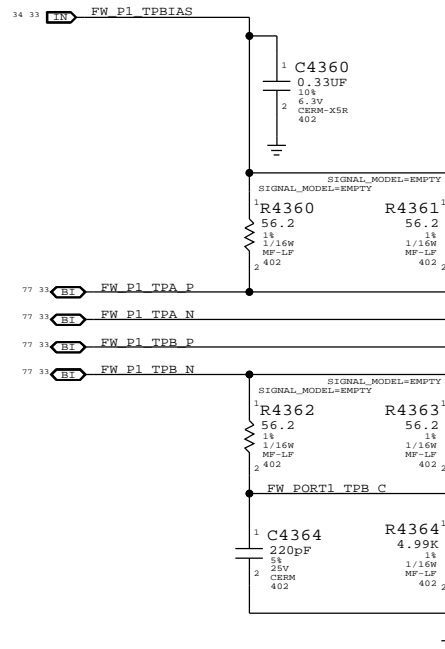 34 33 IN FW_P1_TPBIAS
1 C4360
0.33UF
10%
6.3V
2 CERM-X5R
402
SIGNAL_MODEL=EMPTY
SIGNAL_MODEL=EMPTY
1 R4360
56.2
1%
1/16W
MF-LF
2 402
R4361 1
56.2
1%
1/16W
MF-LF
402 2
77 33 BI FW_P1_TPA_P
77 33 BI FW_P1_TPA_N
77 33 BI FW_P1_TPB_P
77 33 BI FW_P1_TPB_N
SIGNAL_MODEL=EMPTY
SIGNAL_MODEL=EMPTY
1 R4362
56.2
1%
1/16W
MF-LF
2 402
R4363 1
56.2
1%
1/16W
MF-LF
402 2
FW_PORT1_TPB_C
1 C4364
220pF
5%
25V
2 CERM
402
R4364 1
4.99K
1%
1/16W
MF-LF
402 2